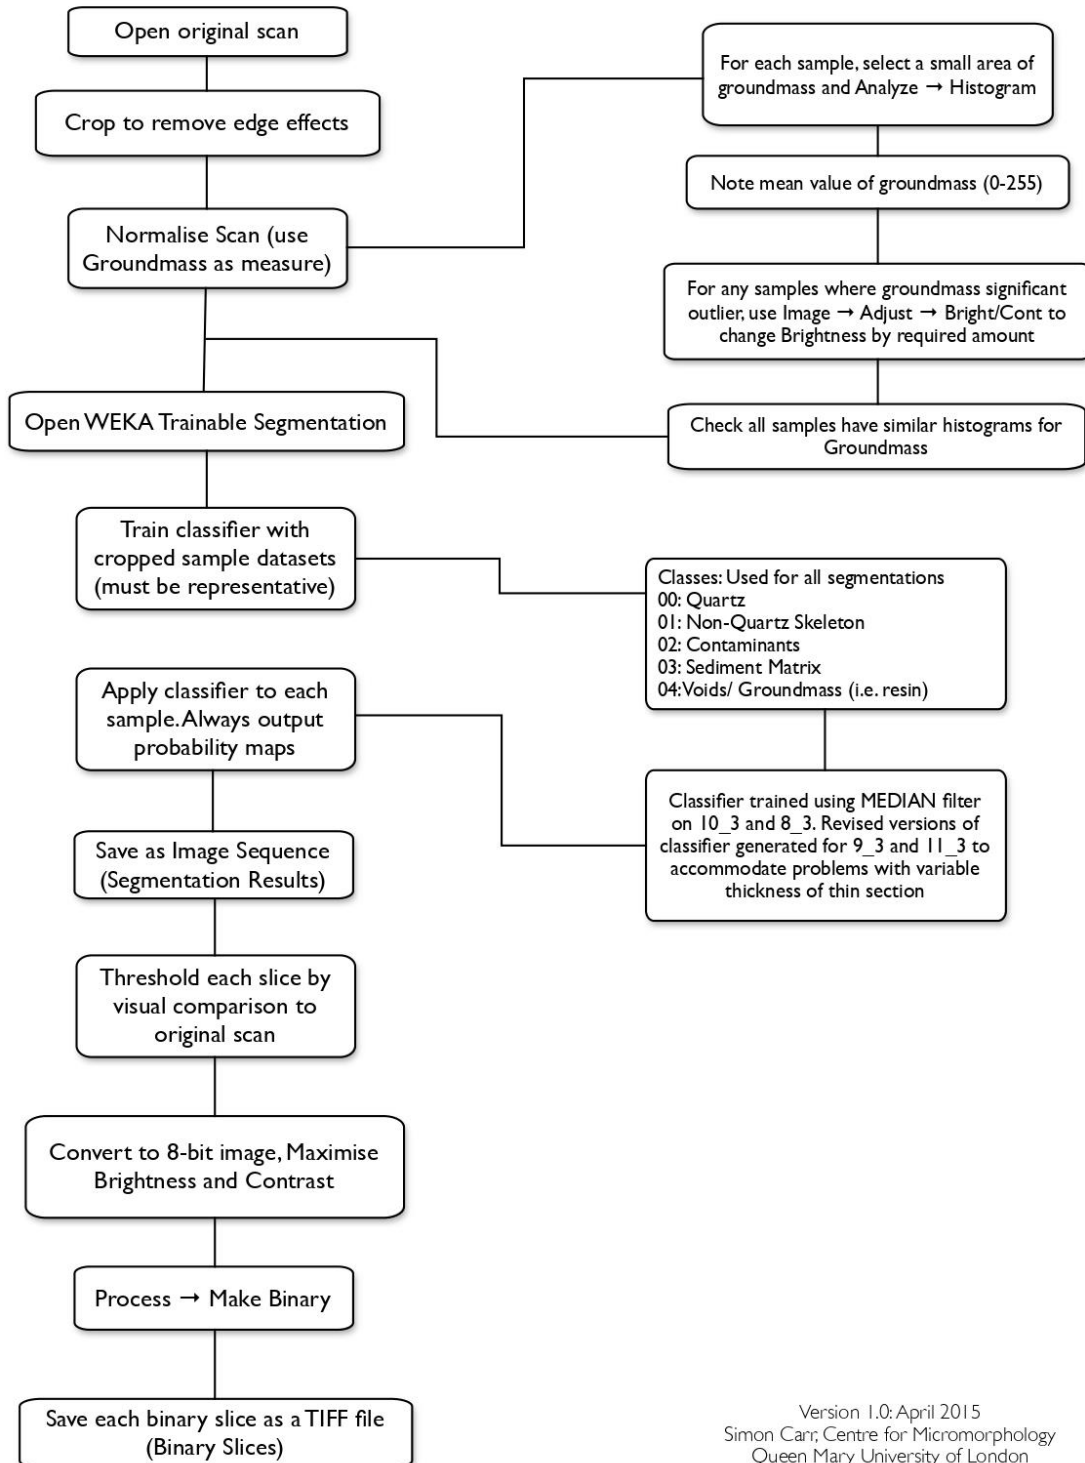 Open original scan
Crop to remove edge effects
Normalise Scan (use
Groundmass as measure)
For each sample, select a small area of
groundmass and Analyze → Histogram
Note mean value of groundmass (0-255)
For any samples where groundmass significant
outlier, use Image → Adjust → Bright/Cont to
change Brightness by required amount
Check all samples have similar histograms for
Groundmass
Open WEKA Trainable Segmentation
Train classifier with
cropped sample datasets
(must be representative)
Classes: Used for all segmentations
00: Quartz
01: Non-Quartz Skeleton
02: Contaminants
03: Sediment Matrix
04: Voids/ Groundmass (i.e. resin)
Classifier trained using MEDIAN filter
on 10_3 and 8_3. Revised versions of
classifier generated for 9_3 and 11_3 to
accommodate problems with variable
thickness of thin section
Apply classifier to each
sample. Always output
probability maps
Save as Image Sequence
(Segmentation Results)
Threshold each slice by
visual comparison to
original scan
Convert to 8-bit image, Maximise
Brightness and Contrast
Process → Make Binary
Save each binary slice as a TIFF file
(Binary Slices)
Version 1.0: April 2015
Simon Carr, Centre for Micromorphology
Queen Mary University of London